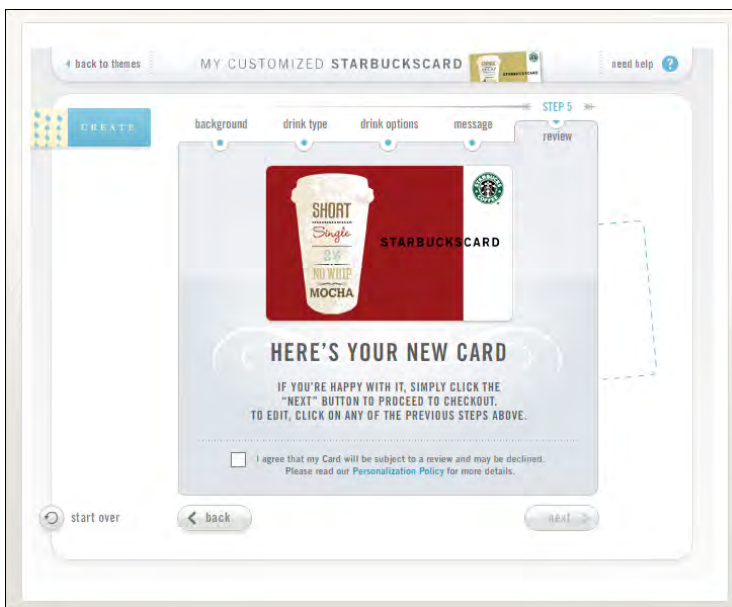 back to themes
MY CUSTOMIZED STARBUCKSCARD
need help ?
CREATE
STEP 5
background
drink type
drink options
message
review
SHORT
Single
2%
NO WHIP
MOCHA
STARBUCKSCARD
STARBUCKS
COFFEE
HERE'S YOUR NEW CARD
IF YOU'RE HAPPY WITH IT, SIMPLY CLICK THE
"NEXT" BUTTON TO PROCEED TO CHECKOUT.
TO EDIT, CLICK ON ANY OF THE PREVIOUS STEPS ABOVE.
I agree that my Card will be subject to a review and may be declined.
Please read our Personalization Policy for more details.
start over
back
next